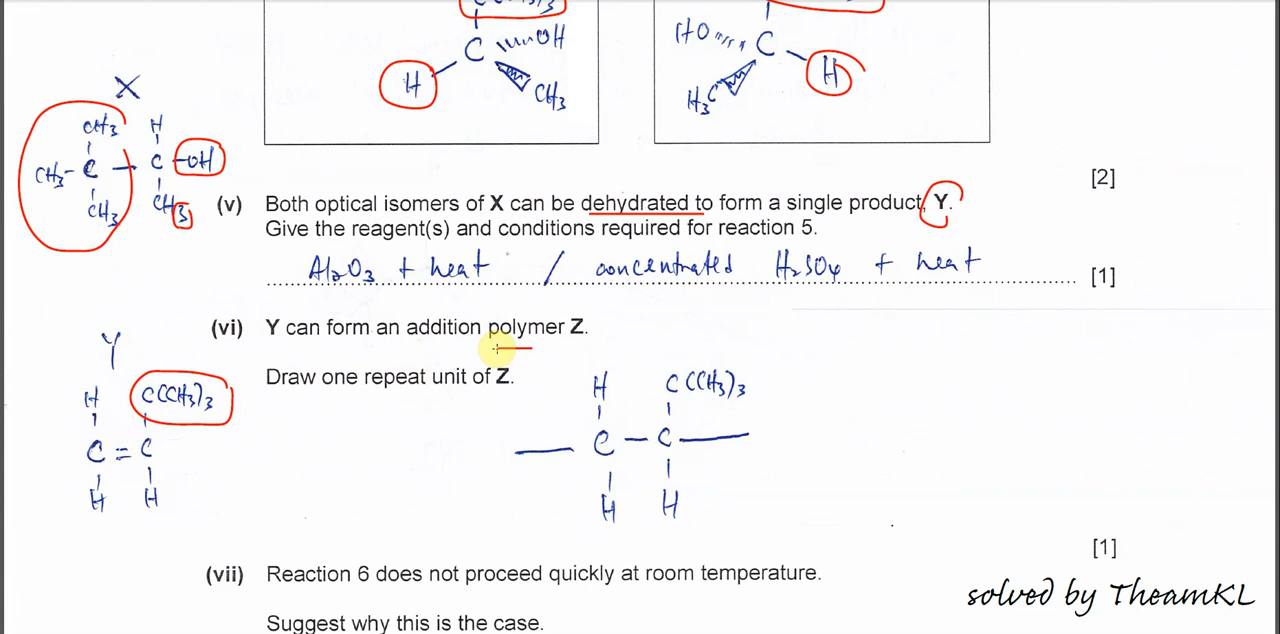 C
OH
HO
C
H
CH3
H3C
H
X
CH3 H
CH3- C - C -OH
CH3 CH3
[2]
(v) Both optical isomers of X can be dehydrated to form a single product, Y.
Give the reagent(s) and conditions required for reaction 5.
Al2O3 + heat / concentrated H2SO4 + heat
[1]
(vi) Y can form an addition polymer Z.
Draw one repeat unit of Z.
Y
H C(CH3)3
C = C
H H
H C(CH3)3
C - C
H H
[1]
(vii) Reaction 6 does not proceed quickly at room temperature.
solved by TheamKL
Suggest why this is the case.